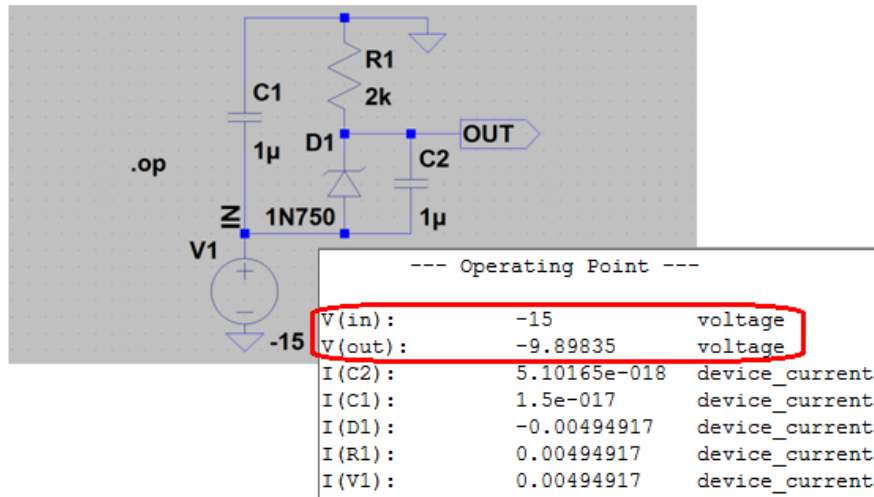 R1
2k
C1
1µ
D1
OUT
C2
1µ
.op
IN
1N750
V1
-15
--- Operating Point ---
V(in): -15 voltage
V(out): -9.89835 voltage
I(C2): 5.10165e-018 device_current
I(C1): 1.5e-017 device_current
I(D1): -0.00494917 device_current
I(R1): 0.00494917 device_current
I(V1): 0.00494917 device_current